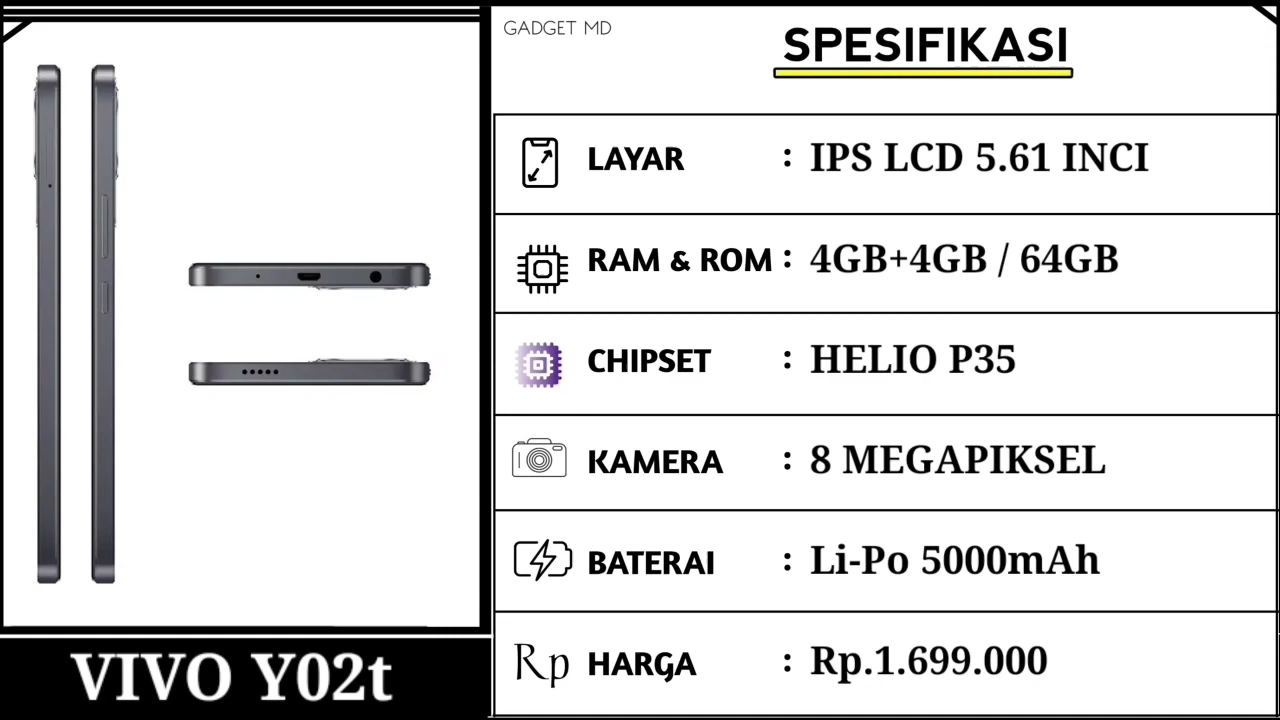 GADGET MD
SPESIFIKASI
LAYAR : IPS LCD 5.61 INCI
RAM & ROM : 4GB+4GB / 64GB
CHIPSET : HELIO P35
KAMERA : 8 MEGAPIKSEL
BATERAI : Li-Po 5000mAh
Rp HARGA : Rp.1.699.000
VIVO Y02t